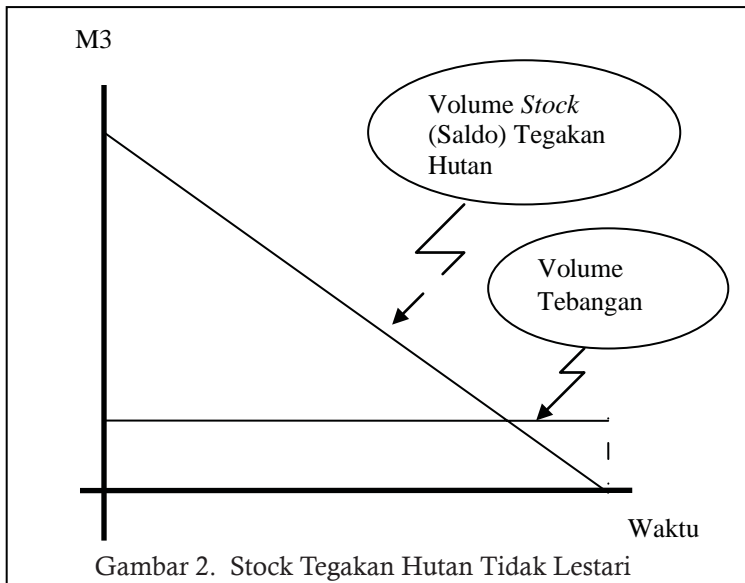 M3
Volume Stock
(Saldo) Tegakan
Hutan
Volume
Tebangan
Waktu
Gambar 2. Stock Tegakan Hutan Tidak Lestari